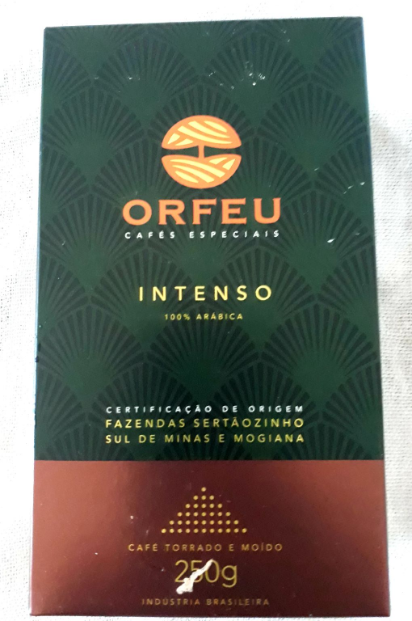 ORFEU
CAFÉS ESPECIAIS
INTENSO
100% ARÁBICA
CERTIFICAÇÃO DE ORIGEM
FAZENDAS SERTÃOZINHO
SUL DE MINAS E MOGIANA
CAFÉ TORRADO E MOÍDO
250g
INDÚSTRIA BRASILEIRA